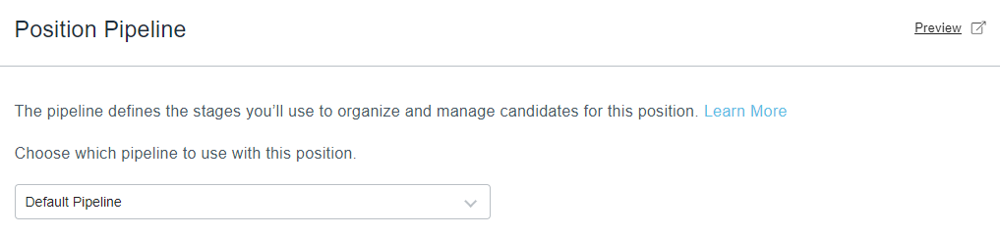 Position Pipeline
Preview
The pipeline defines the stages you’ll use to organize and manage candidates for this position. Learn More
Choose which pipeline to use with this position.
Default Pipeline